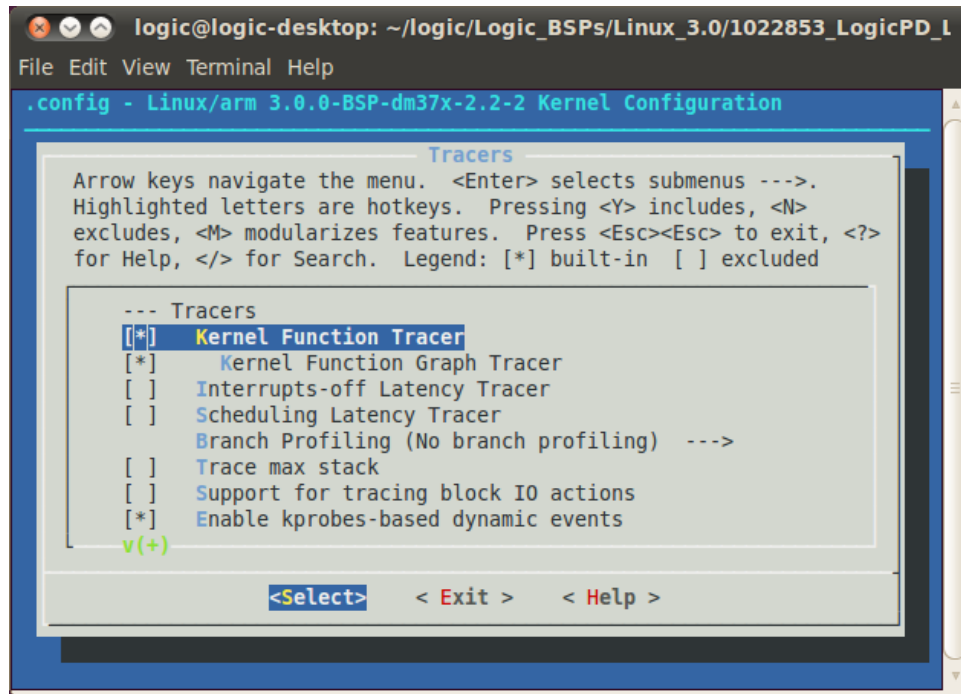 logic@logic-desktop: ~/logic/Logic_BSPs/Linux_3.0/1022853_LogicPD_L
File Edit View Terminal Help
.config - Linux/arm 3.0.0-BSP-dm37x-2.2-2 Kernel Configuration
Tracers
Arrow keys navigate the menu. <Enter> selects submenus --->.
Highlighted letters are hotkeys. Pressing <Y> includes, <N>
excludes, <M> modularizes features. Press <Esc><Esc> to exit, <?>
for Help, </> for Search. Legend: [*] built-in [ ] excluded
--- Tracers
[*] Kernel Function Tracer
[*] Kernel Function Graph Tracer
[ ] Interrupts-off Latency Tracer
[ ] Scheduling Latency Tracer
Branch Profiling (No branch profiling) --->
[ ] Trace max stack
[ ] Support for tracing block IO actions
[*] Enable kprobes-based dynamic events
v(+)
<Select> < Exit > < Help >